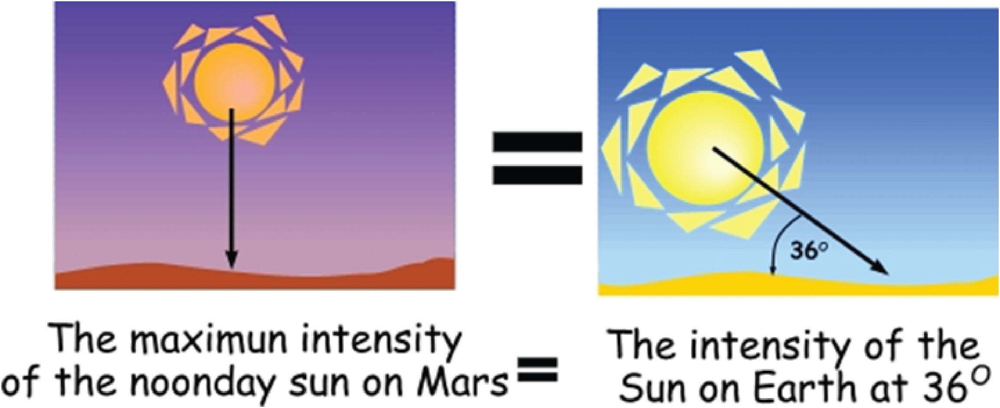 36°
The maximun intensity
of the noonday sun on Mars
=
The intensity of the
Sun on Earth at 36°